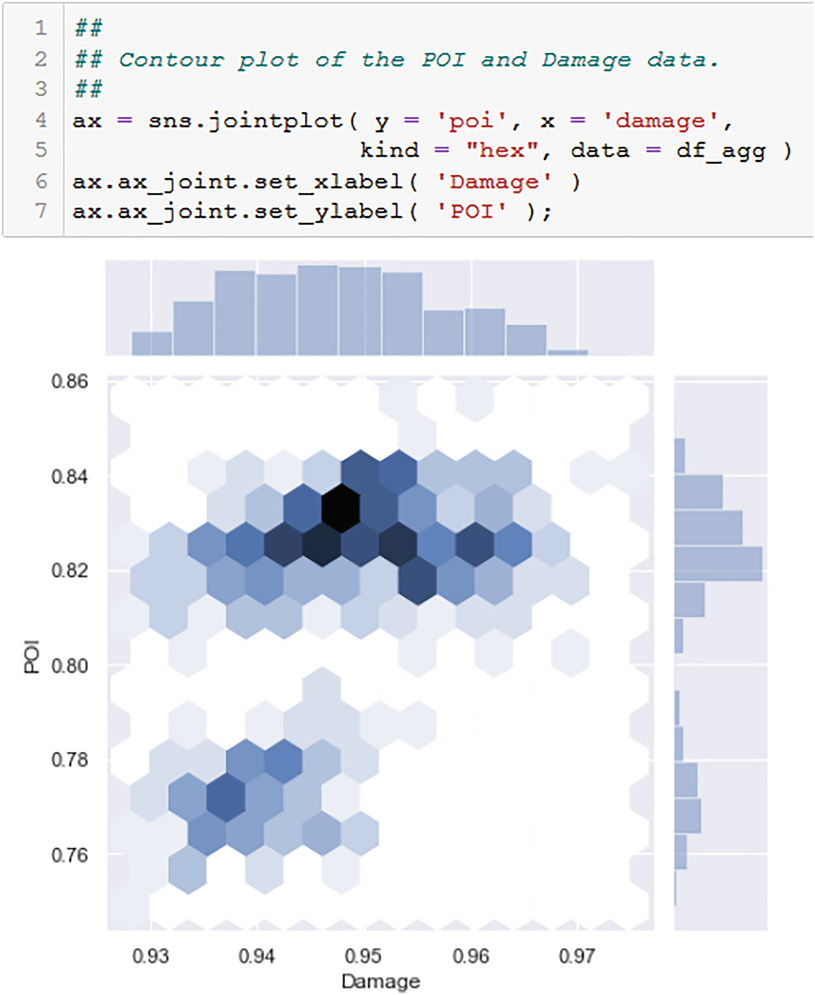 1 ##
2 ## Contour plot of the POI and Damage data.
3 ##
4 ax = sns.jointplot( y = 'poi', x = 'damage',
5 kind = "hex", data = df_agg )
6 ax.ax_joint.set_xlabel( 'Damage' )
7 ax.ax_joint.set_ylabel( 'POI' );
0.86
0.84
0.82
POI
0.80
0.78
0.76
0.93 0.94 0.95 0.96 0.97
Damage